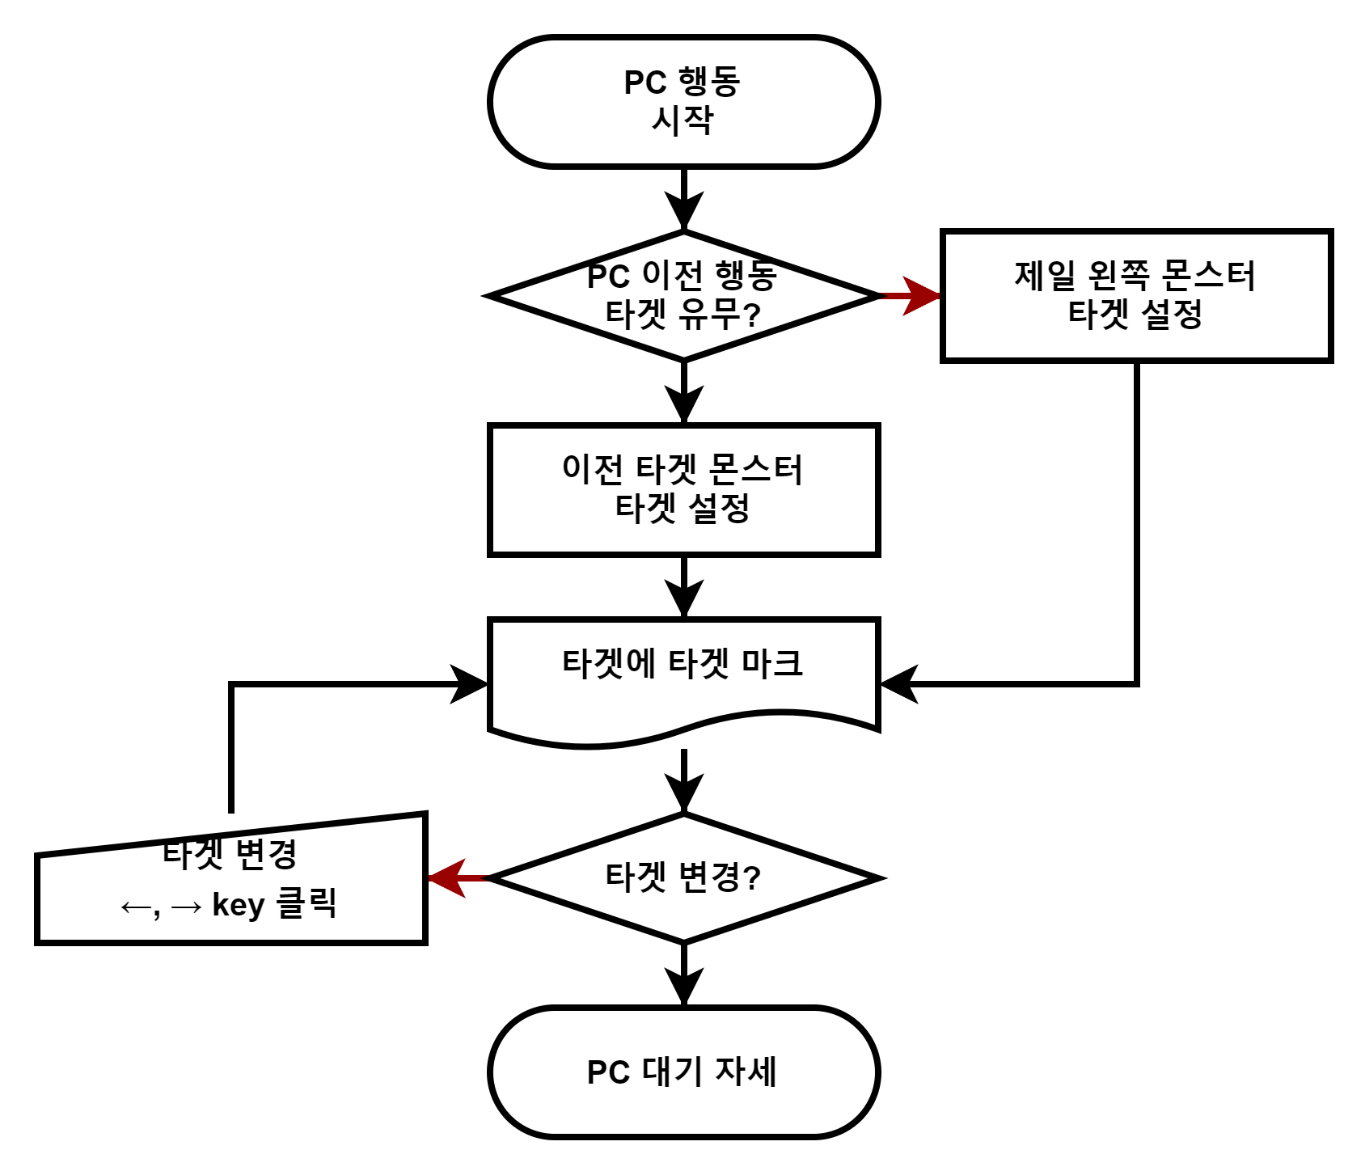 PC 행동
시작
PC 이전 행동
타겟 유무?
제일 왼쪽 몬스터
타겟 설정
이전 타겟 몬스터
타겟 설정
타겟에 타겟 마크
타겟 변경
←, → key 클릭
타겟 변경?
PC 대기 자세